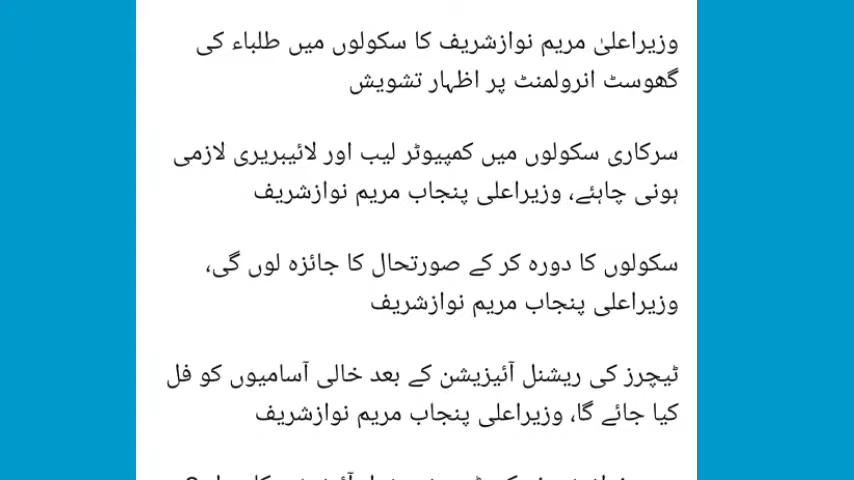 وزیراعلیٰ مریم نوازشریف کا سکولوں میں طلباء کی
گھوسٹ انرولمنٹ پر اظہار تشویش
سرکاری سکولوں میں کمپیوٹر لیب اور لائیبریری لازمی
ہونی چاہئے، وزیراعلی پنجاب مریم نوازشریف
سکولوں کا دورہ کر کے صورتحال کا جائزہ لوں گی،
وزیراعلی پنجاب مریم نوازشریف
ٹیچرز کی ریشنل آئیزیشن کے بعد خالی آسامیوں کو فل
کیا جائے گا، وزیراعلی پنجاب مریم نوازشریف